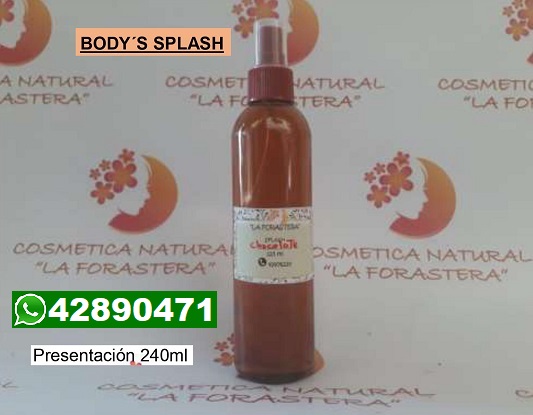 BODY´S SPLASH
COSMETICA NATURAL
"LA FORASTERA"
COSMETICA NATURAL
"LA FORASTERA"
"LA FORASTERA"
SPLASH
Chocolate
COSMETICA NATURAL
"LA FORASTERA"
COSMETICA NATURAL
"LA FORASTERA"
42890471
Presentación 240ml
COSMETICA NATURAL
"LA FORASTERA"